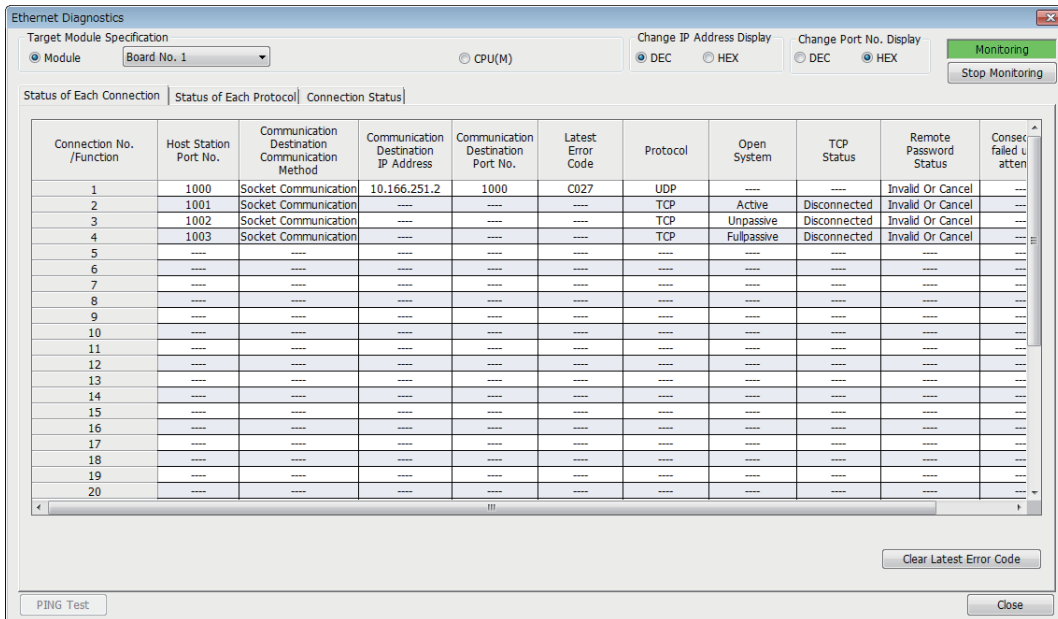 Ethernet Diagnostics
Target Module Specification
Module Board No. 1 CPU(M)
Change IP Address Display
DEC HEX
Change Port No. Display
DEC HEX
Monitoring
Stop Monitoring
Status of Each Connection Status of Each Protocol Connection Status
Connection No. /Function Host Station Port No. Communication Destination Communication Method Communication Destination IP Address Communication Destination Port No. Latest Error Code Protocol Open System TCP Status Remote Password Status Consec failed u atten
1 1000 Socket Communication 10.166.251.2 1000 C027 UDP ---- ---- Invalid Or Cancel ---
2 1001 Socket Communication ---- ---- ---- TCP Active Disconnected Invalid Or Cancel ---
3 1002 Socket Communication ---- ---- ---- TCP Unpassive Disconnected Invalid Or Cancel ---
4 1003 Socket Communication ---- ---- ---- TCP Fullpassive Disconnected Invalid Or Cancel ---
5 ---- ---- ---- ---- ---- ---- ---- ---- ---- ---
6 ---- ---- ---- ---- ---- ---- ---- ---- ---- ---
7 ---- ---- ---- ---- ---- ---- ---- ---- ---- ---
8 ---- ---- ---- ---- ---- ---- ---- ---- ---- ---
9 ---- ---- ---- ---- ---- ---- ---- ---- ---- ---
10 ---- ---- ---- ---- ---- ---- ---- ---- ---- ---
11 ---- ---- ---- ---- ---- ---- ---- ---- ---- ---
12 ---- ---- ---- ---- ---- ---- ---- ---- ---- ---
13 ---- ---- ---- ---- ---- ---- ---- ---- ---- ---
14 ---- ---- ---- ---- ---- ---- ---- ---- ---- ---
15 ---- ---- ---- ---- ---- ---- ---- ---- ---- ---
16 ---- ---- ---- ---- ---- ---- ---- ---- ---- ---
17 ---- ---- ---- ---- ---- ---- ---- ---- ---- ---
18 ---- ---- ---- ---- ---- ---- ---- ---- ---- ---
19 ---- ---- ---- ---- ---- ---- ---- ---- ---- ---
20 ---- ---- ---- ---- ---- ---- ---- ---- ---- ---
Clear Latest Error Code
PING Test Close